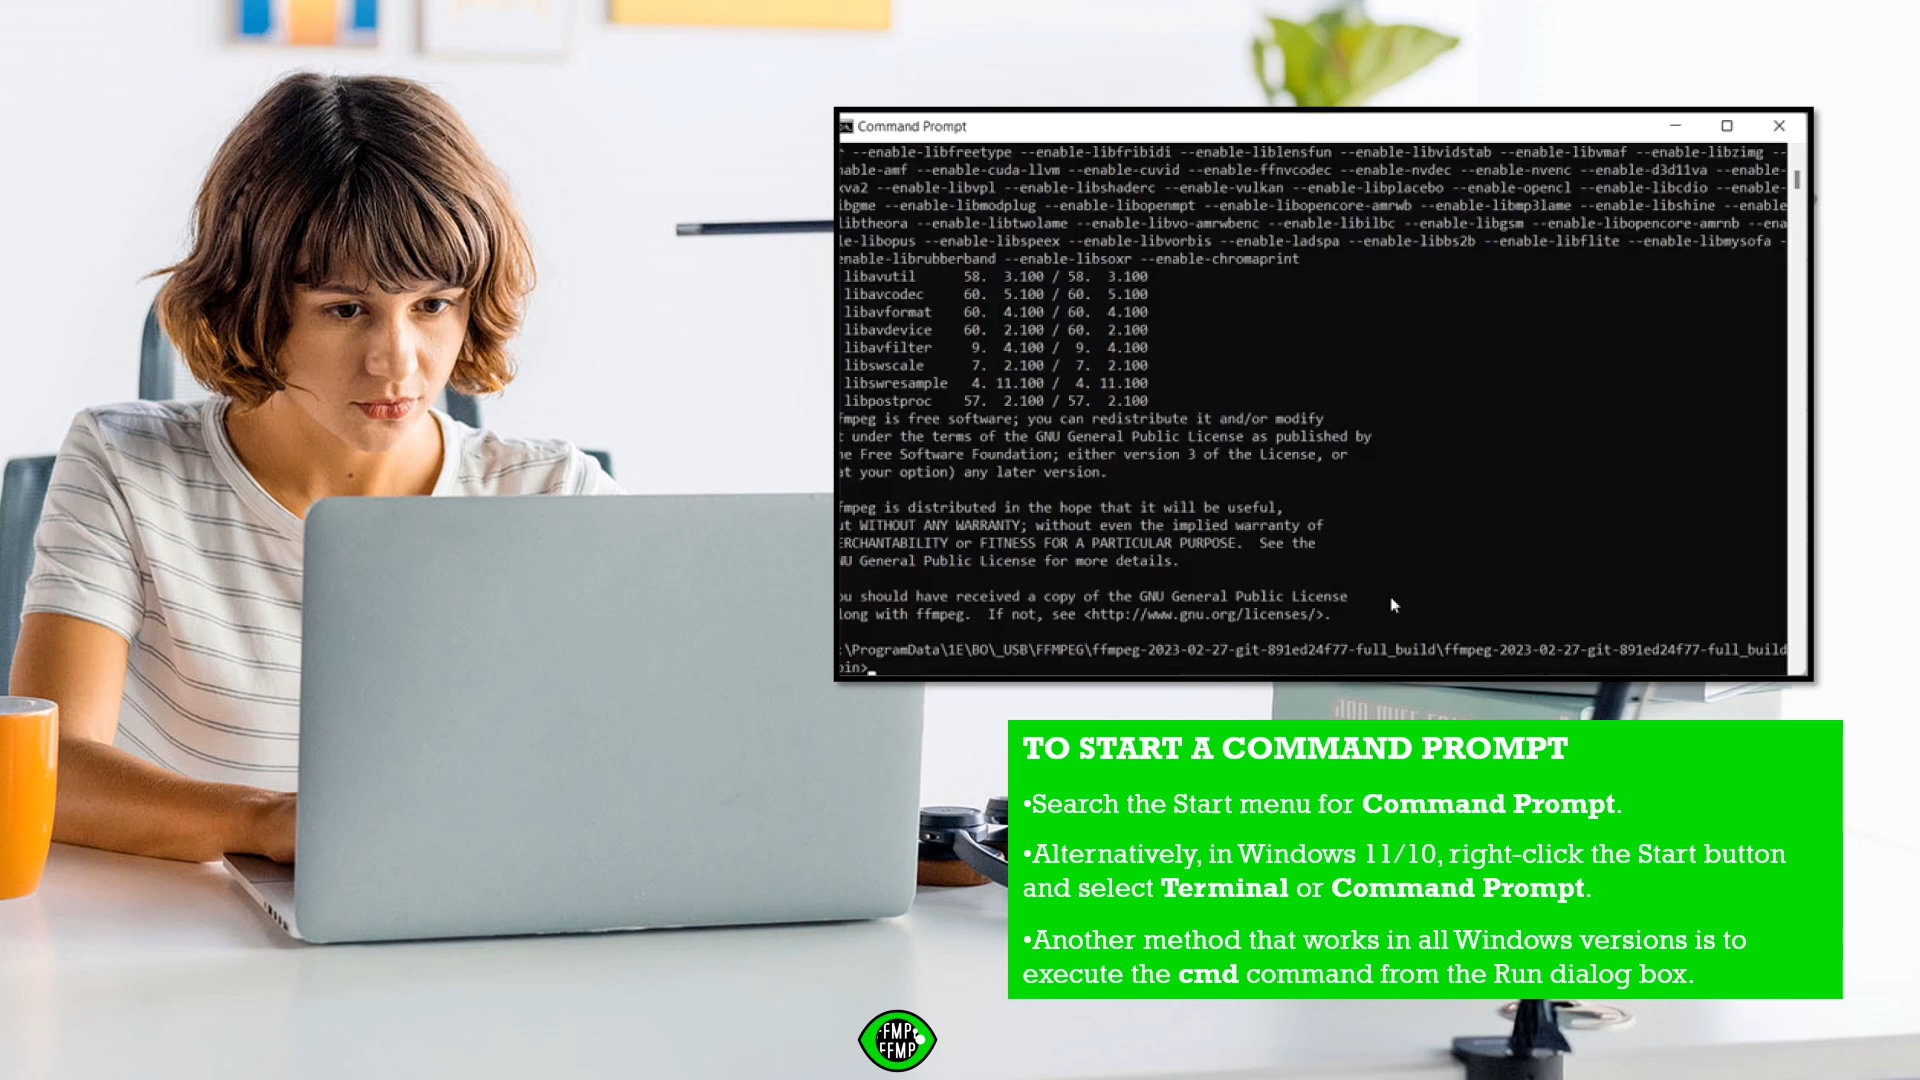 Command Prompt
--enable-libfreetype --enable-libfribidi --enable-liblensfun --enable-libvidstab --enable-libvmaf --enable-libzimg --
nable-amf --enable-cuda-llvm --enable-cuvid --enable-ffnvcodec --enable-nvdec --enable-nvenc --enable-d3d11va --enable-
xva2 --enable-libvpl --enable-libshaderc --enable-vulkan --enable-libplacebo --enable-opencl --enable-libcdio --enable-
ibgme --enable-libmodplug --enable-libopenmpt --enable-libopencore-amrwb --enable-libmp3lame --enable-libshine --enable
libtheora --enable-libtwolame --enable-libvo-amrwbenc --enable-libilbc --enable-libgsm --enable-libopencore-amrnb --ena
le-libopus --enable-libspeex --enable-libvorbis --enable-ladspa --enable-libbs2b --enable-libflite --enable-libmysofa -
enable-librubberband --enable-libsoxr --enable-chromaprint
libavutil 58. 3.100 / 58. 3.100
libavcodec 60. 5.100 / 60. 5.100
libavformat 60. 4.100 / 60. 4.100
libavdevice 60. 2.100 / 60. 2.100
libavfilter 9. 4.100 / 9. 4.100
libswscale 7. 2.100 / 7. 2.100
libswresample 4. 11.100 / 4. 11.100
libpostproc 57. 2.100 / 57. 2.100
fmpeg is free software; you can redistribute it and/or modify
t under the terms of the GNU General Public License as published by
he Free Software Foundation; either version 3 of the License, or
at your option) any later version.
fmpeg is distributed in the hope that it will be useful,
ut WITHOUT ANY WARRANTY; without even the implied warranty of
ERCHANTABILITY or FITNESS FOR A PARTICULAR PURPOSE. See the
NU General Public License for more details.
ou should have received a copy of the GNU General Public License
long with ffmpeg. If not, see <http://www.gnu.org/licenses/>.
:\ProgramData\1E\BO\_USB\FFMPEG\ffmpeg-2023-02-27-git-891ed24f77-full_build\ffmpeg-2023-02-27-git-891ed24f77-full_build
bin>_
TO START A COMMAND PROMPT
•Search the Start menu for Command Prompt.
•Alternatively, in Windows 11/10, right-click the Start button
and select Terminal or Command Prompt.
•Another method that works in all Windows versions is to
execute the cmd command from the Run dialog box.
FFMP
FFMP